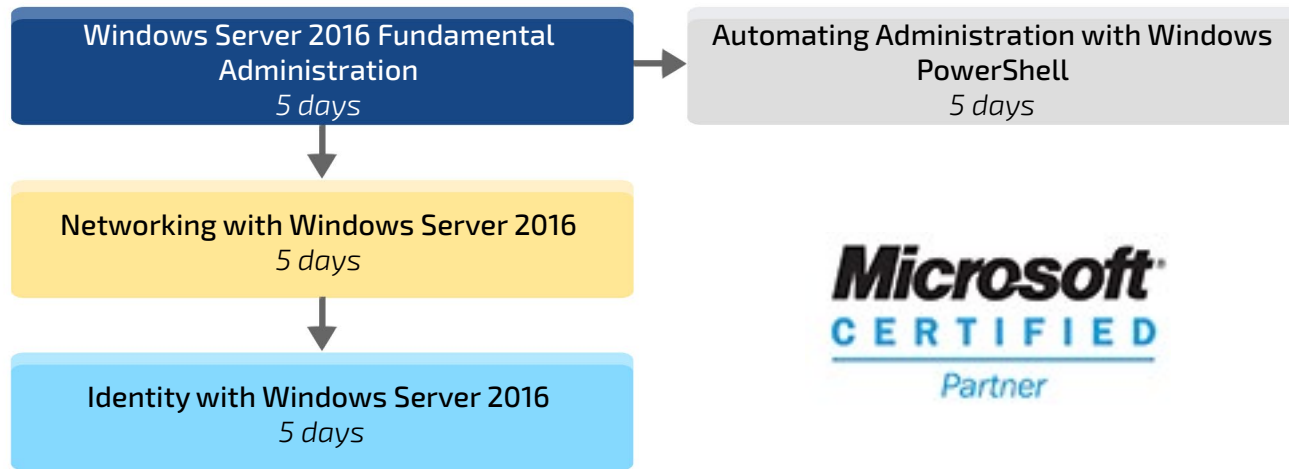 Windows Server 2016 Fundamental
Administration
5 days
Automating Administration with Windows
PowerShell
5 days
Networking with Windows Server 2016
5 days
Identity with Windows Server 2016
5 days
Microsoft
CERTIFIED
Partner